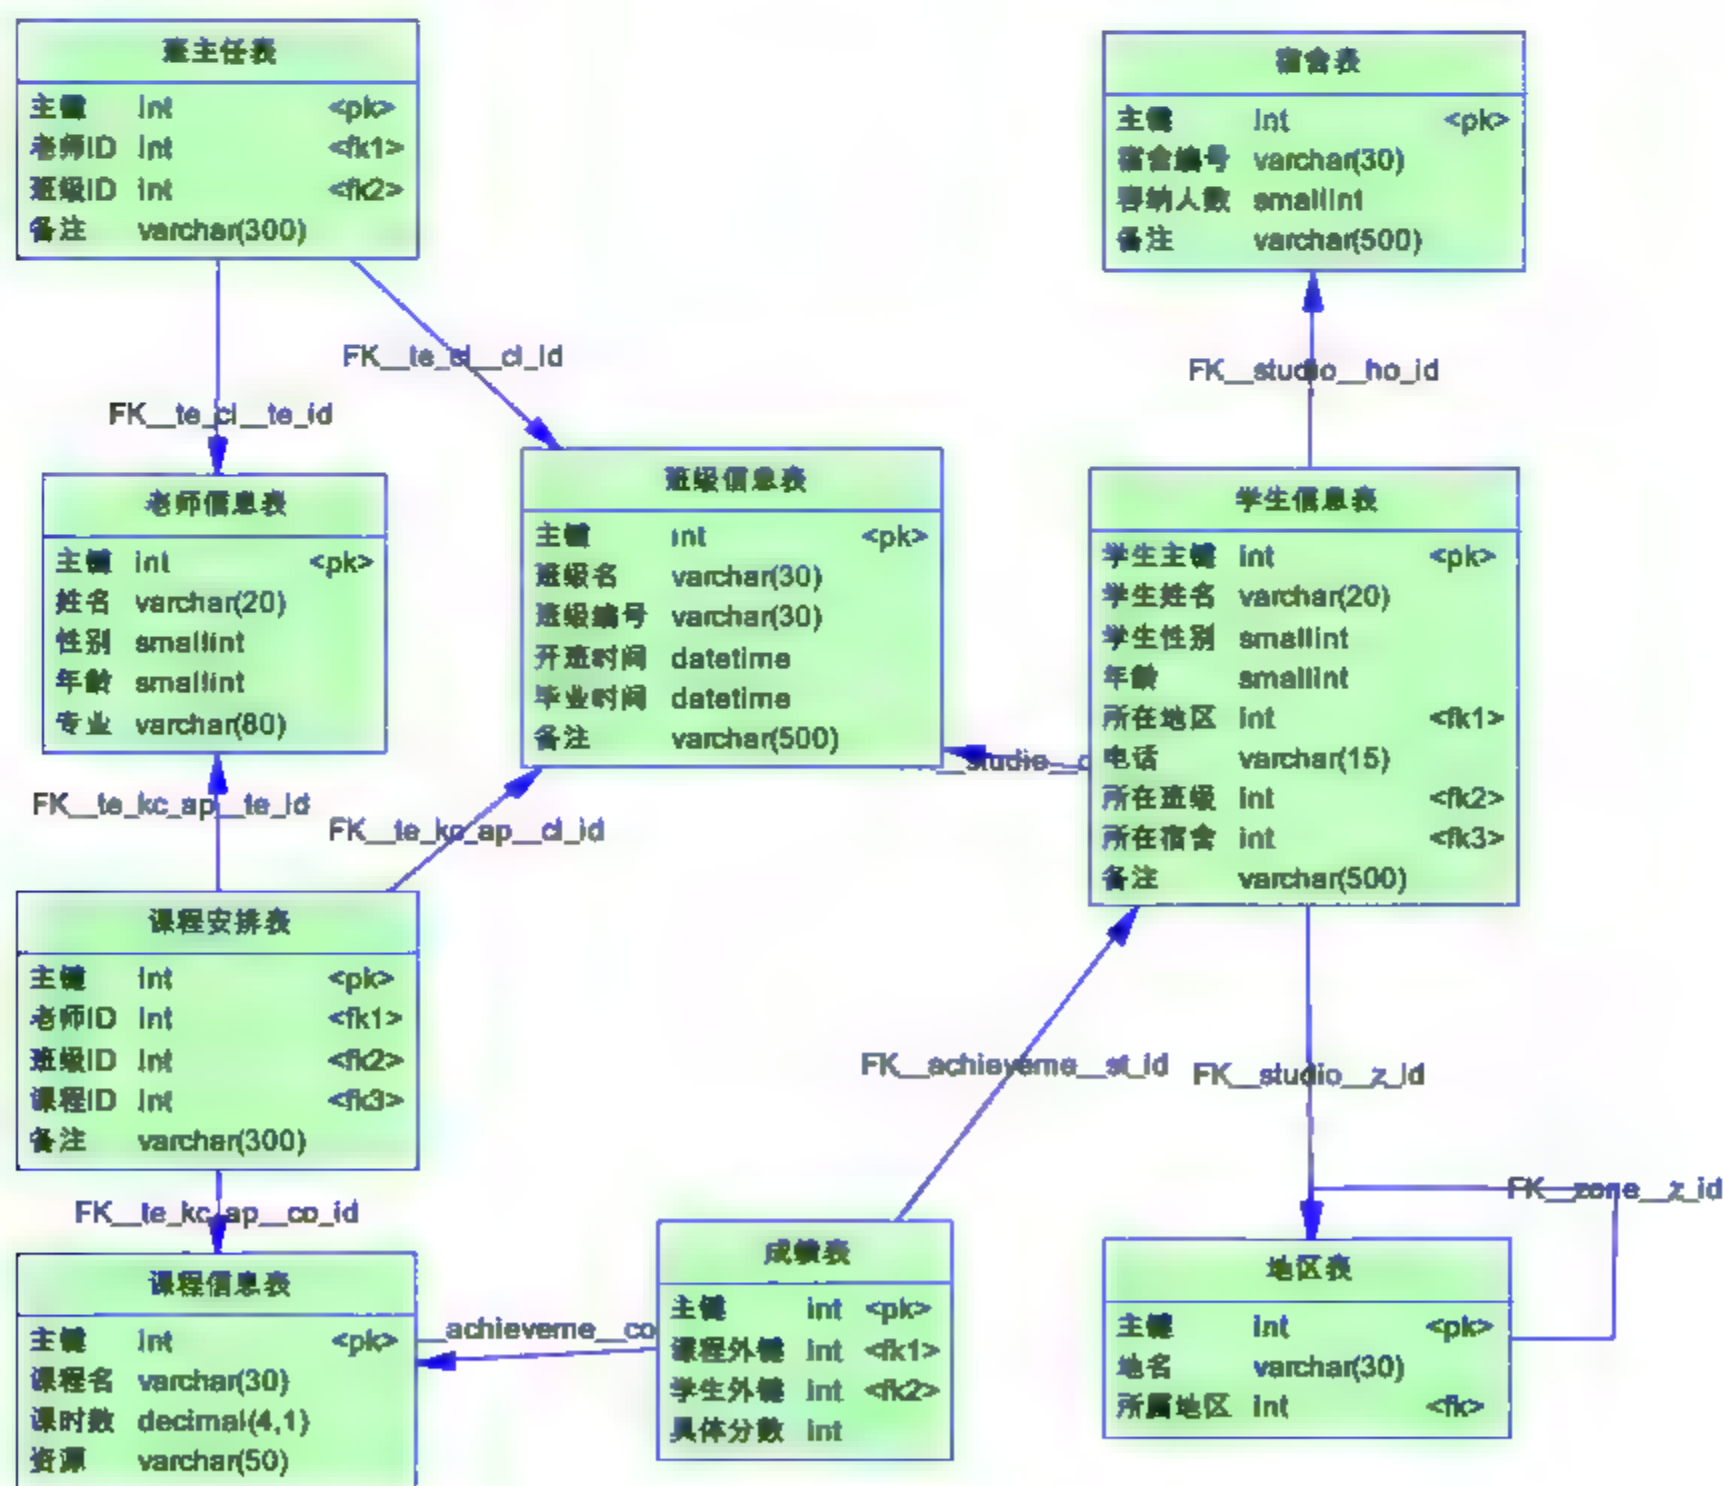 班主任表
主键 int <pk>
老师ID int <fk1>
班级ID int <fk2>
备注 varchar(300)
宿舍表
主键 int <pk>
宿舍编号 varchar(30)
容纳人数 smallint
备注 varchar(500)
FK__te_cl__cl_id
FK__studio__ho_id
FK__te_cl__te_id
老师信息表
主键 int <pk>
姓名 varchar(20)
性别 smallint
年龄 smallint
专业 varchar(80)
班级信息表
主键 int <pk>
班级名 varchar(30)
班级编号 varchar(30)
开班时间 datetime
毕业时间 datetime
备注 varchar(500)
学生信息表
学生主键 int <pk>
学生姓名 varchar(20)
学生性别 smallint
年龄 smallint
所在地区 int <fk1>
电话 varchar(15)
所在班级 int <fk2>
所在宿舍 int <fk3>
备注 varchar(500)
__studio__c
FK__te_kc_ap__te_id
FK__te_kc_ap__cl_id
课程安排表
主键 int <pk>
老师ID int <fk1>
班级ID int <fk2>
课程ID int <fk3>
备注 varchar(300)
FK__achieveme__st_id
FK__studio__z_id
FK__te_kc_ap__co_id
FK__zone__z_id
课程信息表
主键 int <pk>
课程名 varchar(30)
课时数 decimal(4,1)
资源 varchar(50)
__achieveme__co
成绩表
主键 int <pk>
课程外键 int <fk1>
学生外键 int <fk2>
具体分数 int
地区表
主键 int <pk>
地名 varchar(30)
所属地区 int <fk>